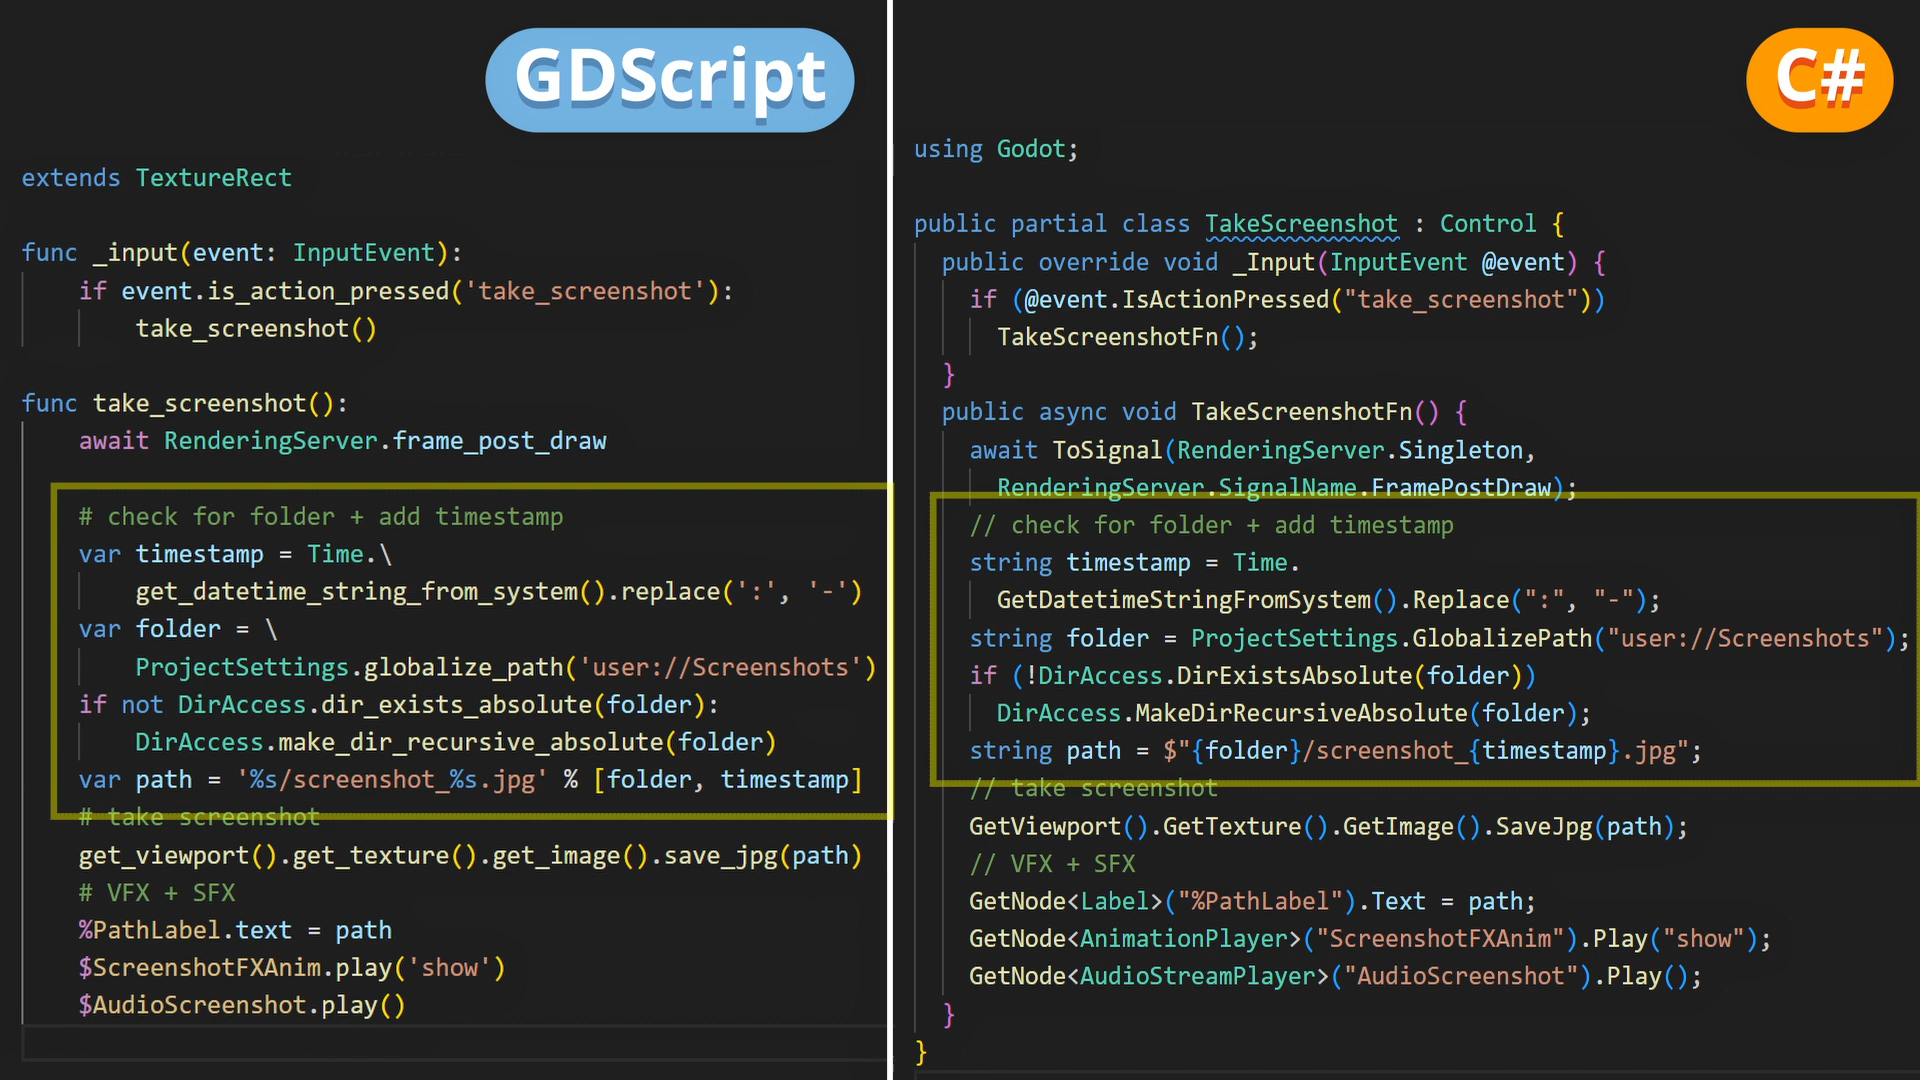 GDScript
extends TextureRect
func _input(event: InputEvent):
if event.is_action_pressed('take_screenshot'):
take_screenshot()
func take_screenshot():
await RenderingServer.frame_post_draw
# check for folder + add timestamp
var timestamp = Time.\
get_datetime_string_from_system().replace(':', '-')
var folder = \
ProjectSettings.globalize_path('user://Screenshots')
if not DirAccess.dir_exists_absolute(folder):
DirAccess.make_dir_recursive_absolute(folder)
var path = '%s/screenshot_%s.jpg' % [folder, timestamp]
# take screenshot
get_viewport().get_texture().get_image().save_jpg(path)
# VFX + SFX
%PathLabel.text = path
$ScreenshotFXAnim.play('show')
$AudioScreenshot.play()
C#
using Godot;
public partial class TakeScreenshot : Control {
public override void _Input(InputEvent @event) {
if (@event.IsActionPressed("take_screenshot"))
TakeScreenshotFn();
}
public async void TakeScreenshotFn() {
await ToSignal(RenderingServer.Singleton,
RenderingServer.SignalName.FramePostDraw);
// check for folder + add timestamp
string timestamp = Time.
GetDatetimeStringFromSystem().Replace(":", "-");
string folder = ProjectSettings.GlobalizePath("user://Screenshots");
if (!DirAccess.DirExistsAbsolute(folder))
DirAccess.MakeDirRecursiveAbsolute(folder);
string path = $"{folder}/screenshot_{timestamp}.jpg";
// take screenshot
GetViewport().GetTexture().GetImage().SaveJpg(path);
// VFX + SFX
GetNode<Label>("%PathLabel").Text = path;
GetNode<AnimationPlayer>("ScreenshotFXAnim").Play("show");
GetNode<AudioStreamPlayer>("AudioScreenshot").Play();
}
}